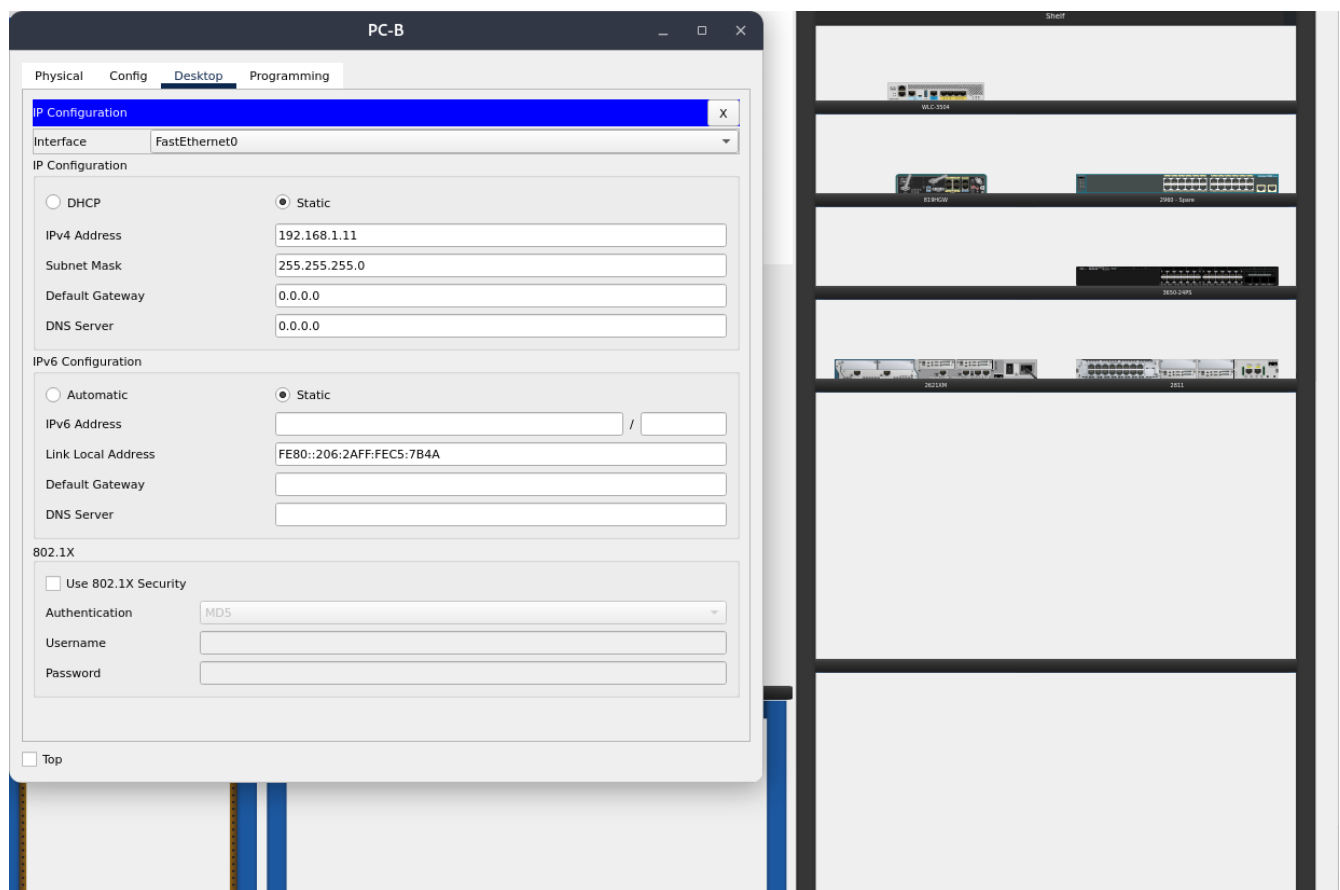 PC-B
Physical Config Desktop Programming
IP Configuration X
Interface FastEthernet0
IP Configuration
DHCP Static
IPv4 Address 192.168.1.11
Subnet Mask 255.255.255.0
Default Gateway 0.0.0.0
DNS Server 0.0.0.0
IPv6 Configuration
Automatic Static
IPv6 Address /
Link Local Address FE80::206:2AFF:FEC5:7B4A
Default Gateway
DNS Server
802.1X
Use 802.1X Security
Authentication MD5
Username
Password
Top
Shelf
WLC-3504
819HGW 2960 - Spare
3650-24PS
2621XM 2811